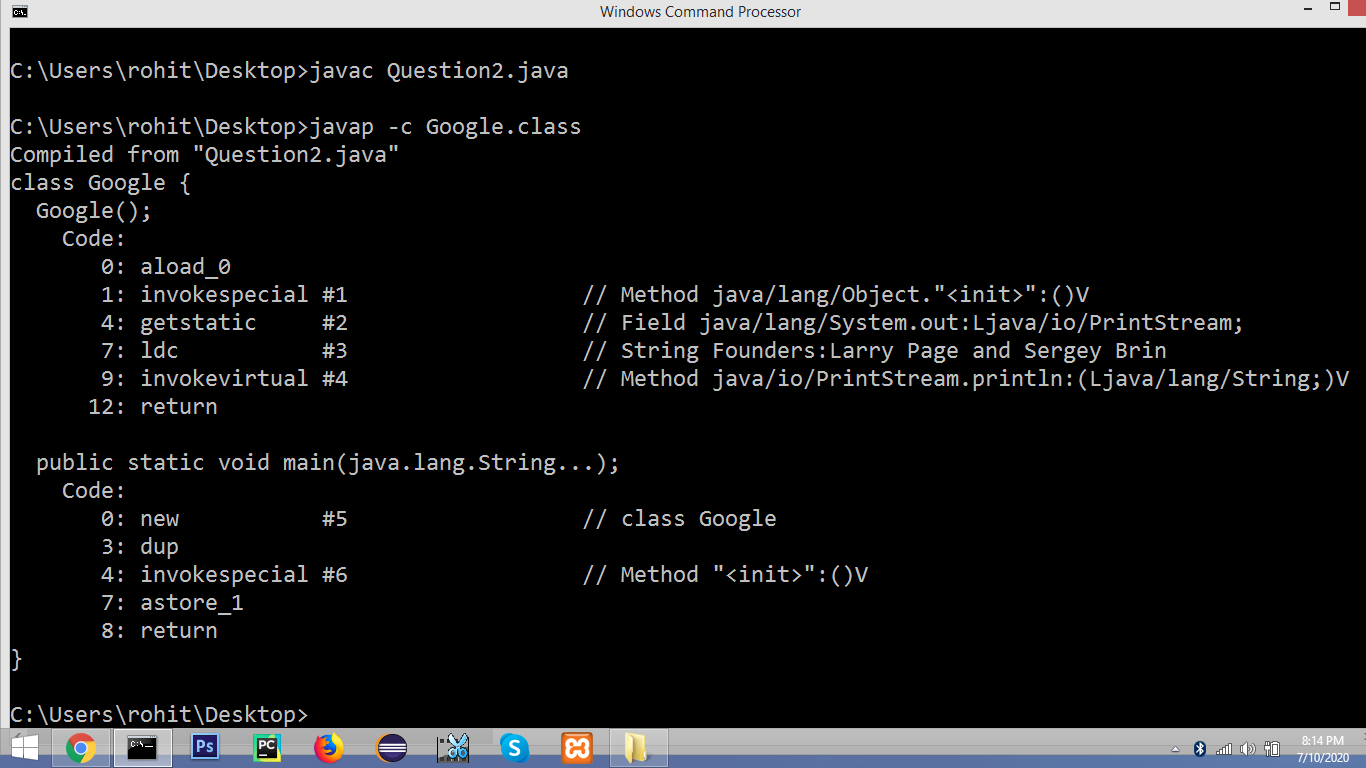 Windows Command Processor
C:\Users\rohit\Desktop>javac Question2.java
C:\Users\rohit\Desktop>javap -c Google.class
Compiled from "Question2.java"
class Google {
  Google();
    Code:
       0: aload_0
       1: invokespecial #1                  // Method java/lang/Object."<init>":()V
       4: getstatic     #2                  // Field java/lang/System.out:Ljava/io/PrintStream;
       7: ldc           #3                  // String Founders:Larry Page and Sergey Brin
       9: invokevirtual #4                  // Method java/io/PrintStream.println:(Ljava/lang/String;)V
      12: return
  public static void main(java.lang.String...);
    Code:
       0: new           #5                  // class Google
       3: dup
       4: invokespecial #6                  // Method "<init>":()V
       7: astore_1
       8: return
}
C:\Users\rohit\Desktop>
Ps
PC
S
8:14 PM
7/10/2020